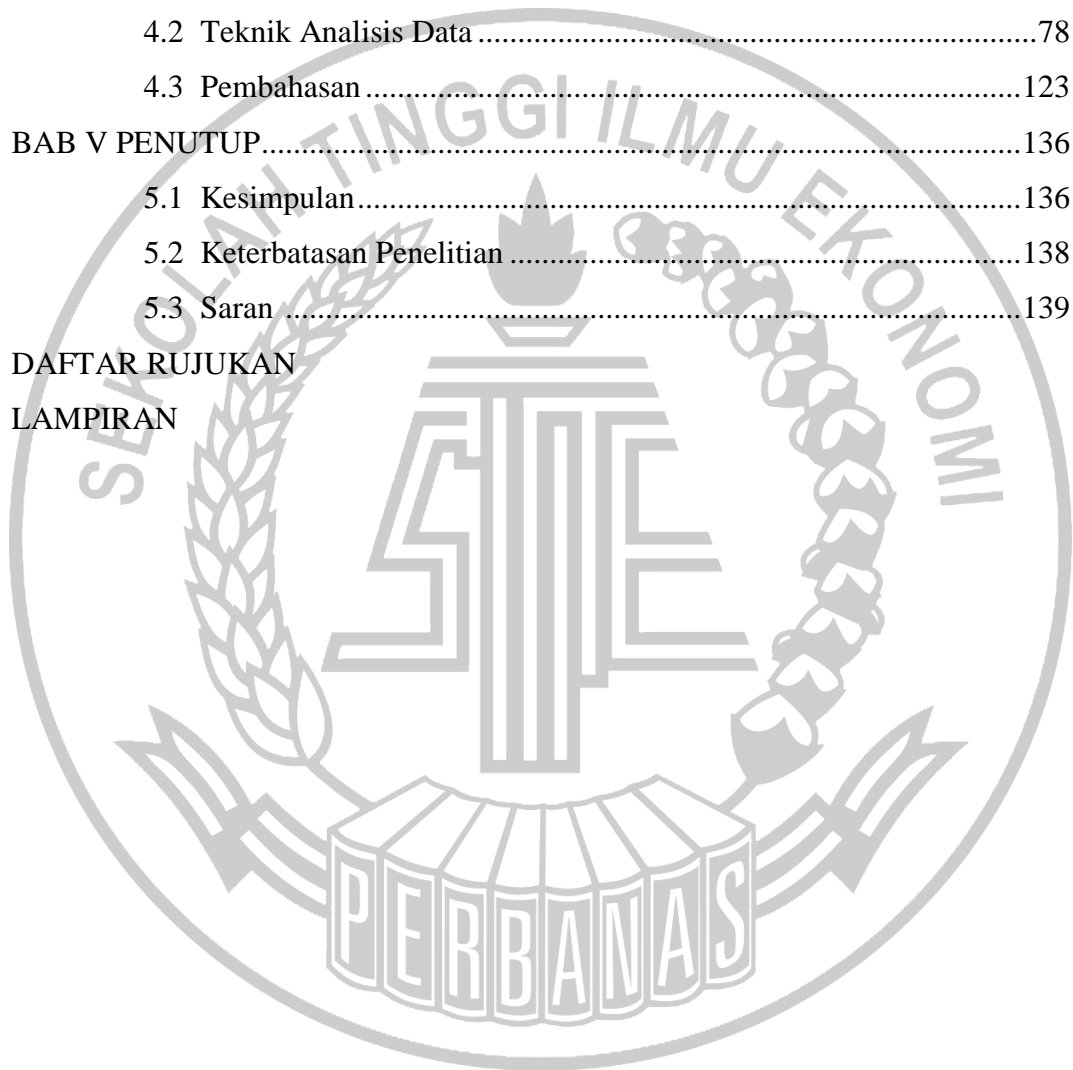 4.2 Teknik Analisis Data ................................................................................78
4.3 Pembahasan ...............................................................................................123
BAB V PENUTUP..............................................................................................136
5.1 Kesimpulan................................................................................................136
5.2 Keterbatasan Penelitian ..........................................................................138
5.3 Saran ..........................................................................................................139
DAFTAR RUJUKAN
LAMPIRAN
SEKOLAH TINGGI ILMU EKONOMI
STIE
PERBANAS